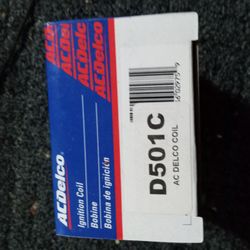 ACDelco
ACDelco
ACDelco
ACDelco
Ignition Coil
Bobine
Bobina de ignición
D501C
AC DELCO COIL